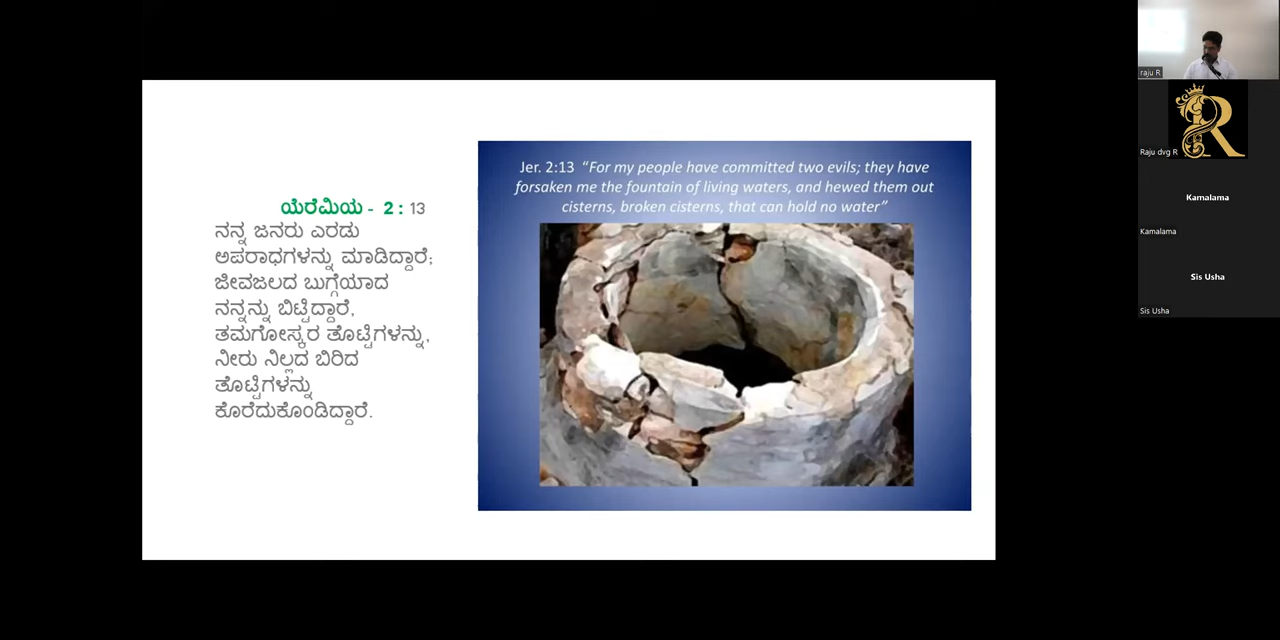 ಯೆರೆಮಿಯ - 2 : 13
ನನ್ನ ಜನರು ಎರಡು
ಅಪರಾಧಗಳನ್ನು ಮಾಡಿದ್ದಾರೆ;
ಜೀವಜಲದ ಬುಗ್ಗೆಯಾದ
ನನ್ನನ್ನು ಬಿಟ್ಟಿದ್ದಾರೆ,
ತಮಗೋಸ್ಕರ ತೊಟ್ಟಿಗಳನ್ನು,
ನೀರು ನಿಲ್ಲದ ಬಿರಿದ
ತೊಟ್ಟಿಗಳನ್ನು
ಕೊರೆದುಕೊಂಡಿದ್ದಾರೆ.
Jer. 2:13 “For my people have committed two evils; they have
forsaken me the fountain of living waters, and hewed them out
cisterns, broken cisterns, that can hold no water”
raju R
R
Raju dvg R
Kamalama
Kamalama
Sis Usha
Sis Usha